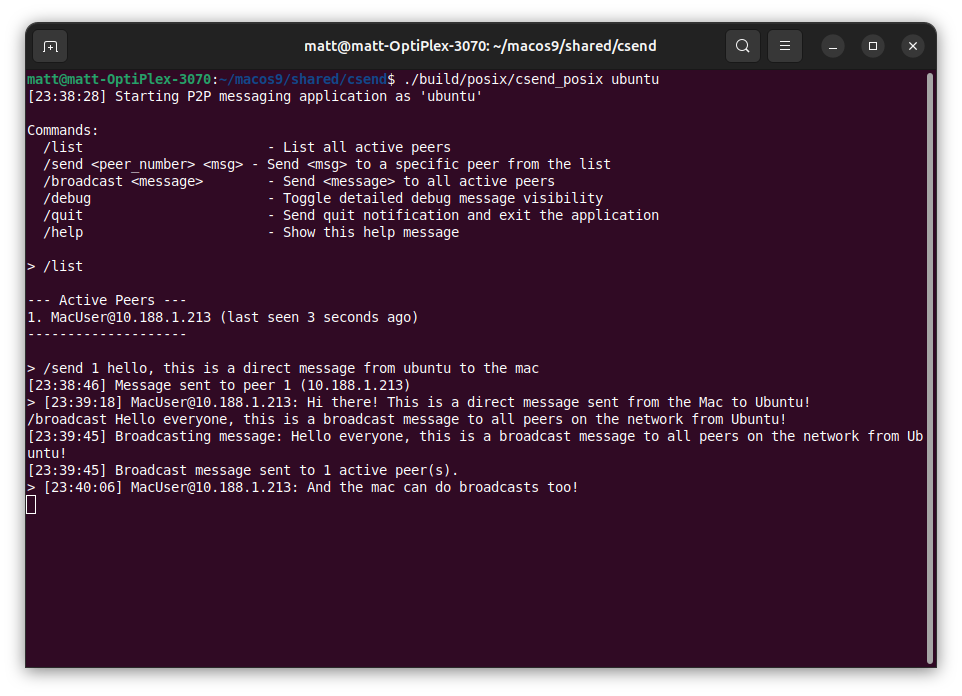 matt@matt-OptiPlex-3070: ~/macos9/shared/csend
matt@matt-OptiPlex-3070:~/macos9/shared/csend$ ./build/posix/csend_posix ubuntu
[23:38:28] Starting P2P messaging application as 'ubuntu'
Commands:
/list - List all active peers
/send <peer_number> <msg> - Send <msg> to a specific peer from the list
/broadcast <message> - Send <message> to all active peers
/debug - Toggle detailed debug message visibility
/quit - Send quit notification and exit the application
/help - Show this help message
> /list
--- Active Peers ---
1. MacUser@10.188.1.213 (last seen 3 seconds ago)
--------------------
> /send 1 hello, this is a direct message from ubuntu to the mac
[23:38:46] Message sent to peer 1 (10.188.1.213)
> [23:39:18] MacUser@10.188.1.213: Hi there! This is a direct message sent from the Mac to Ubuntu!
/broadcast Hello everyone, this is a broadcast message to all peers on the network from Ubuntu!
[23:39:45] Broadcasting message: Hello everyone, this is a broadcast message to all peers on the network from Ub
untu!
[23:39:45] Broadcast message sent to 1 active peer(s).
> [23:40:06] MacUser@10.188.1.213: And the mac can do broadcasts too!